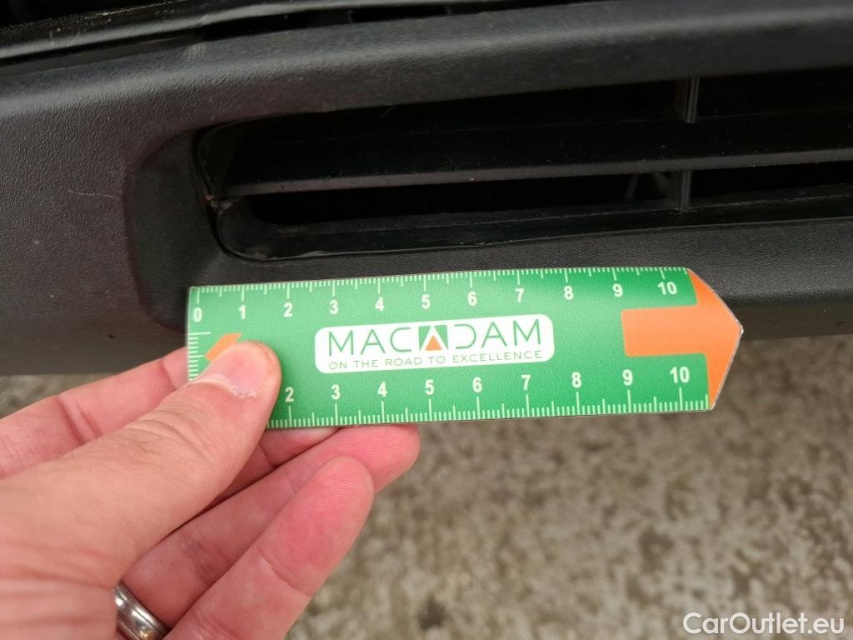 0 1 2 3 4 5 6 7 8 9 10
MACADAM
ON THE ROAD TO EXCELLENCE
2 3 4 5 6 7 8 9 10
CarOutlet.eu